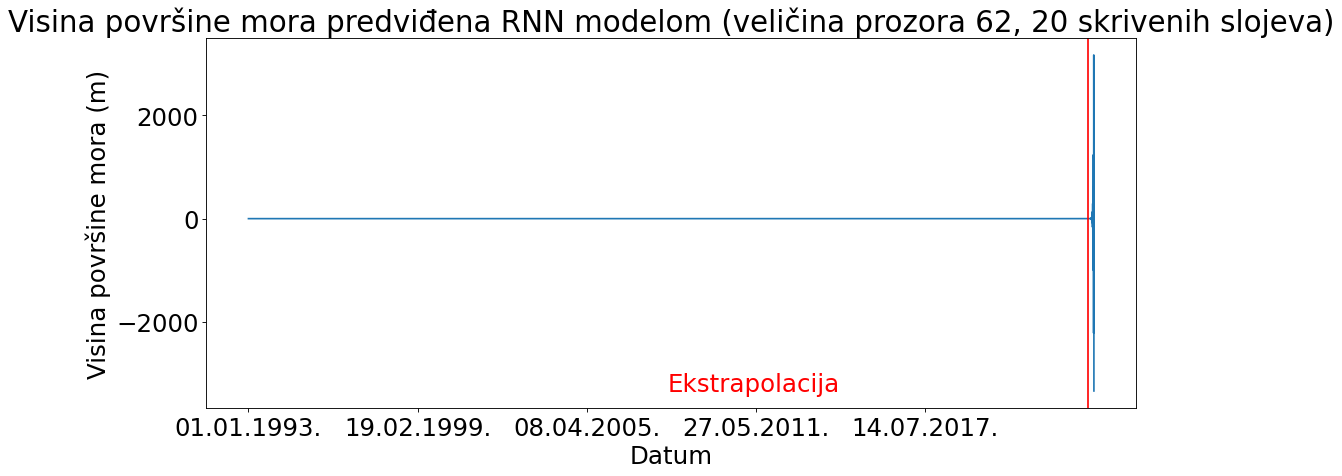 Visina površine mora predviđena RNN modelom (veličina prozora 62, 20 skrivenih slojeva)
Visina površine mora (m)
2000
0
−2000
Ekstrapolacija
01.01.1993. 19.02.1999. 08.04.2005. 27.05.2011. 14.07.2017.
Datum